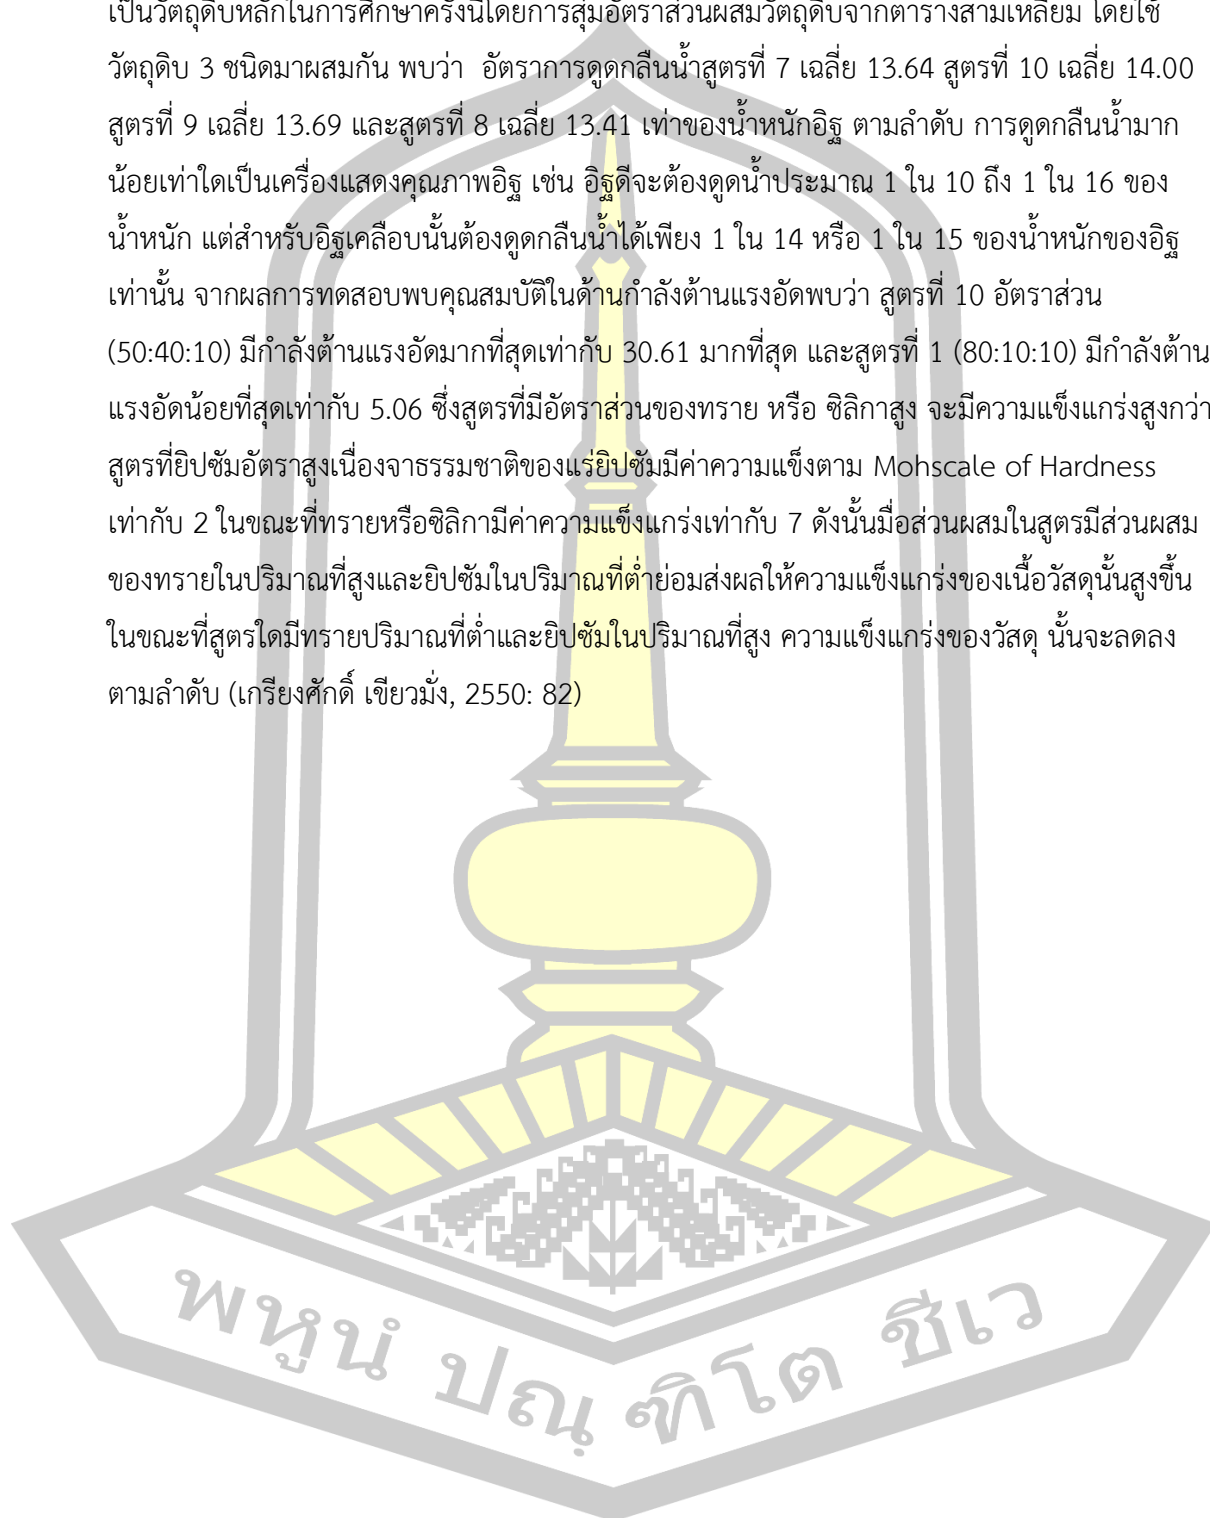 เป็นวัตถุดิบหลักในการศึกษาครั้งนี้โดยการสุ่มอัตราส่วนผสมวัตถุดิบจากตารางสามเหลี่ยม โดยใช้
วัตถุดิบ 3 ชนิดมาผสมกัน พบว่า อัตราการดูดกลืนน้ำสูตรที่ 7 เฉลี่ย 13.64 สูตรที่ 10 เฉลี่ย 14.00
สูตรที่ 9 เฉลี่ย 13.69 และสูตรที่ 8 เฉลี่ย 13.41 เท่าของน้ำหนักอิฐ ตามลำดับ การดูดกลืนน้ำมาก
น้อยเท่าใดเป็นเครื่องแสดงคุณภาพอิฐ เช่น อิฐดีจะต้องดูดน้ำประมาณ 1 ใน 10 ถึง 1 ใน 16 ของ
น้ำหนัก แต่สำหรับอิฐเคลือบนั้นต้องดูดกลืนน้ำได้เพียง 1 ใน 14 หรือ 1 ใน 15 ของน้ำหนักของอิฐ
เท่านั้น จากผลการทดสอบพบคุณสมบัติในด้านกำลังต้านแรงอัดพบว่า สูตรที่ 10 อัตราส่วน
(50:40:10) มีกำลังต้านแรงอัดมากที่สุดเท่ากับ 30.61 มากที่สุด และสูตรที่ 1 (80:10:10) มีกำลังต้าน
แรงอัดน้อยที่สุดเท่ากับ 5.06 ซึ่งสูตรที่มีอัตราส่วนของทราย หรือ ซิลิกาสูง จะมีความแข็งแกร่งสูงกว่า
สูตรที่ยิปซัมอัตราสูงเนื่องจาธรรมชาติของแร่ยิปซัมมีค่าความแข็งตาม Mohscale of Hardness
เท่ากับ 2 ในขณะที่ทรายหรือซิลิกามีค่าความแข็งแกร่งเท่ากับ 7 ดังนั้นมื่อส่วนผสมในสูตรมีส่วนผสม
ของทรายในปริมาณที่สูงและยิปซัมในปริมาณที่ต่ำย่อมส่งผลให้ความแข็งแกร่งของเนื้อวัสดุนั้นสูงขึ้น
ในขณะที่สูตรใดมีทรายปริมาณที่ต่ำและยิปซัมในปริมาณที่สูง ความแข็งแกร่งของวัสดุ นั้นจะลดลง
ตามลำดับ (เกรียงศักดิ์ เขียวมั่ง, 2550: 82)
พหูนํ ปณฺฑิโต ชีเว